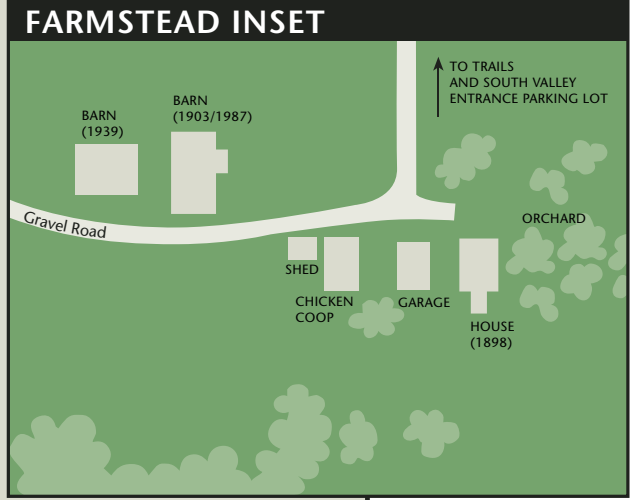 FARMSTEAD INSET
TO TRAILS
AND SOUTH VALLEY
ENTRANCE PARKING LOT
BARN
(1903/1987)
BARN
(1939)
Gravel Road
ORCHARD
SHED
CHICKEN
COOP
GARAGE
HOUSE
(1898)